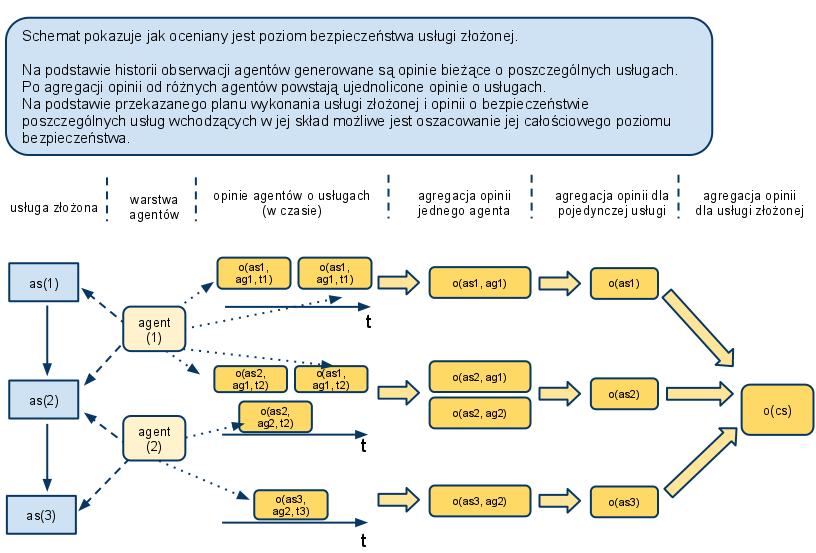 Schemat pokazuje jak oceniany jest poziom bezpieczeństwa usługi złożonej.
Na podstawie historii obserwacji agentów generowane są opinie bieżące o poszczególnych usługach.
Po agregacji opinii od różnych agentów powstają ujednolicone opinie o usługach.
Na podstawie przekazanego planu wykonania usługi złożonej i opinii o bezpieczeństwie
poszczególnych usług wchodzących w jej skład możliwe jest oszacowanie jej całościowego poziomu
bezpieczeństwa.
usługa złożona
warstwa
agentów
opinie agentów o usługach
(w czasie)
agregacja opinii
jednego agenta
agregacja opinii dla
pojedynczej usługi
agregacja opinii
dla usługi złożonej
as(1)
agent
(1)
o(as1,
ag1, t1)
o(as1,
ag1, t1)
t
o(as1, ag1)
o(as1)
as(2)
o(as2,
ag1, t2)
o(as1,
ag1, t2)
o(as2,
ag2, t2)
t
o(as2, ag1)
o(as2, ag2)
o(as2)
o(cs)
agent
(2)
as(3)
o(as3,
ag2, t3)
t
o(as3, ag2)
o(as3)